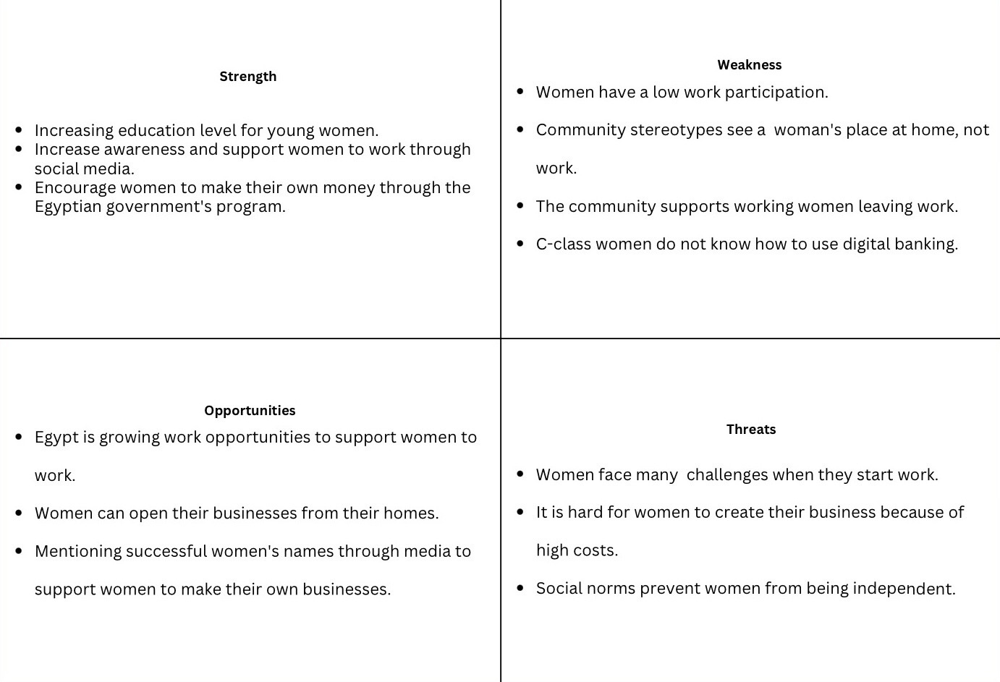 Strength
• Increasing education level for young women.
• Increase awareness and support women to work through
social media.
• Encourage women to make their own money through the
Egyptian government's program.
Weakness
• Women have a low work participation.
• Community stereotypes see a  woman's place at home, not
work.
• The community supports working women leaving work.
• C-class women do not know how to use digital banking.
Opportunities
• Egypt is growing work opportunities to support women to
work.
• Women can open their businesses from their homes.
• Mentioning successful women's names through media to
support women to make their own businesses.
Threats
• Women face many  challenges when they start work.
• It is hard for women to create their business because of
high costs.
• Social norms prevent women from being independent.